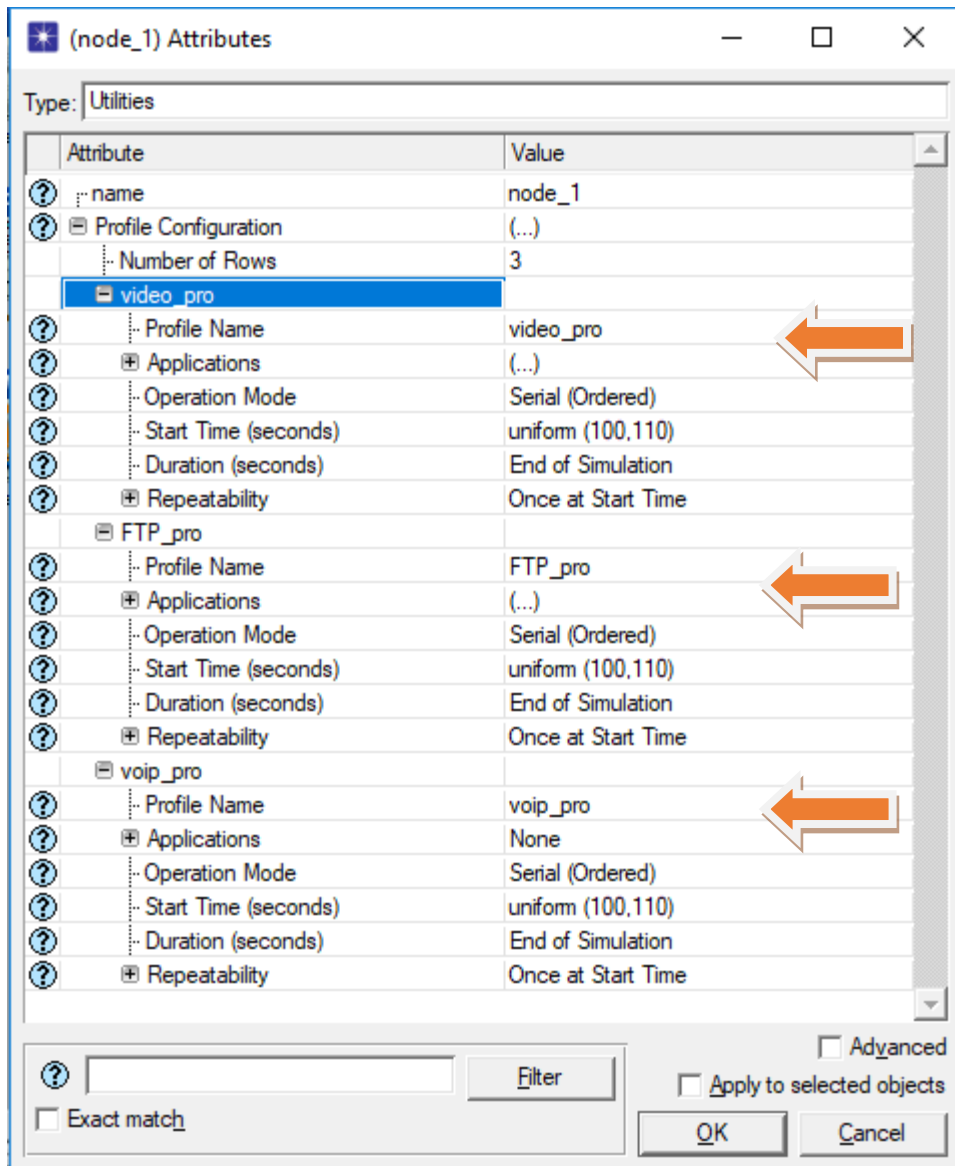 (node_1) Attributes
Type: Utilities
Attribute Value
name node_1
Profile Configuration (...)
Number of Rows 3
video_pro
Profile Name video_pro
Applications (...)
Operation Mode Serial (Ordered)
Start Time (seconds) uniform (100,110)
Duration (seconds) End of Simulation
Repeatability Once at Start Time
FTP_pro
Profile Name FTP_pro
Applications (...)
Operation Mode Serial (Ordered)
Start Time (seconds) uniform (100,110)
Duration (seconds) End of Simulation
Repeatability Once at Start Time
voip_pro
Profile Name voip_pro
Applications None
Operation Mode Serial (Ordered)
Start Time (seconds) uniform (100,110)
Duration (seconds) End of Simulation
Repeatability Once at Start Time
Advanced
Filter
Apply to selected objects
Exact match
OK Cancel